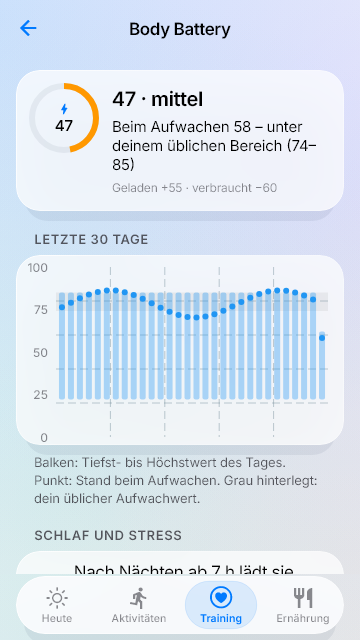 Body Battery
47
47 · mittel
Beim Aufwachen 58 – unter
deinem üblichen Bereich (74–
85)
Geladen +55 · verbraucht −60
LETZTE 30 TAGE
100
75
50
25
0
Balken: Tiefst- bis Höchstwert des Tages.
Punkt: Stand beim Aufwachen. Grau hinterlegt:
dein üblicher Aufwachwert.
SCHLAF UND STRESS
Nach Nächten ab 7 h lädt sie
Heute
Aktivitäten
Training
Ernährung